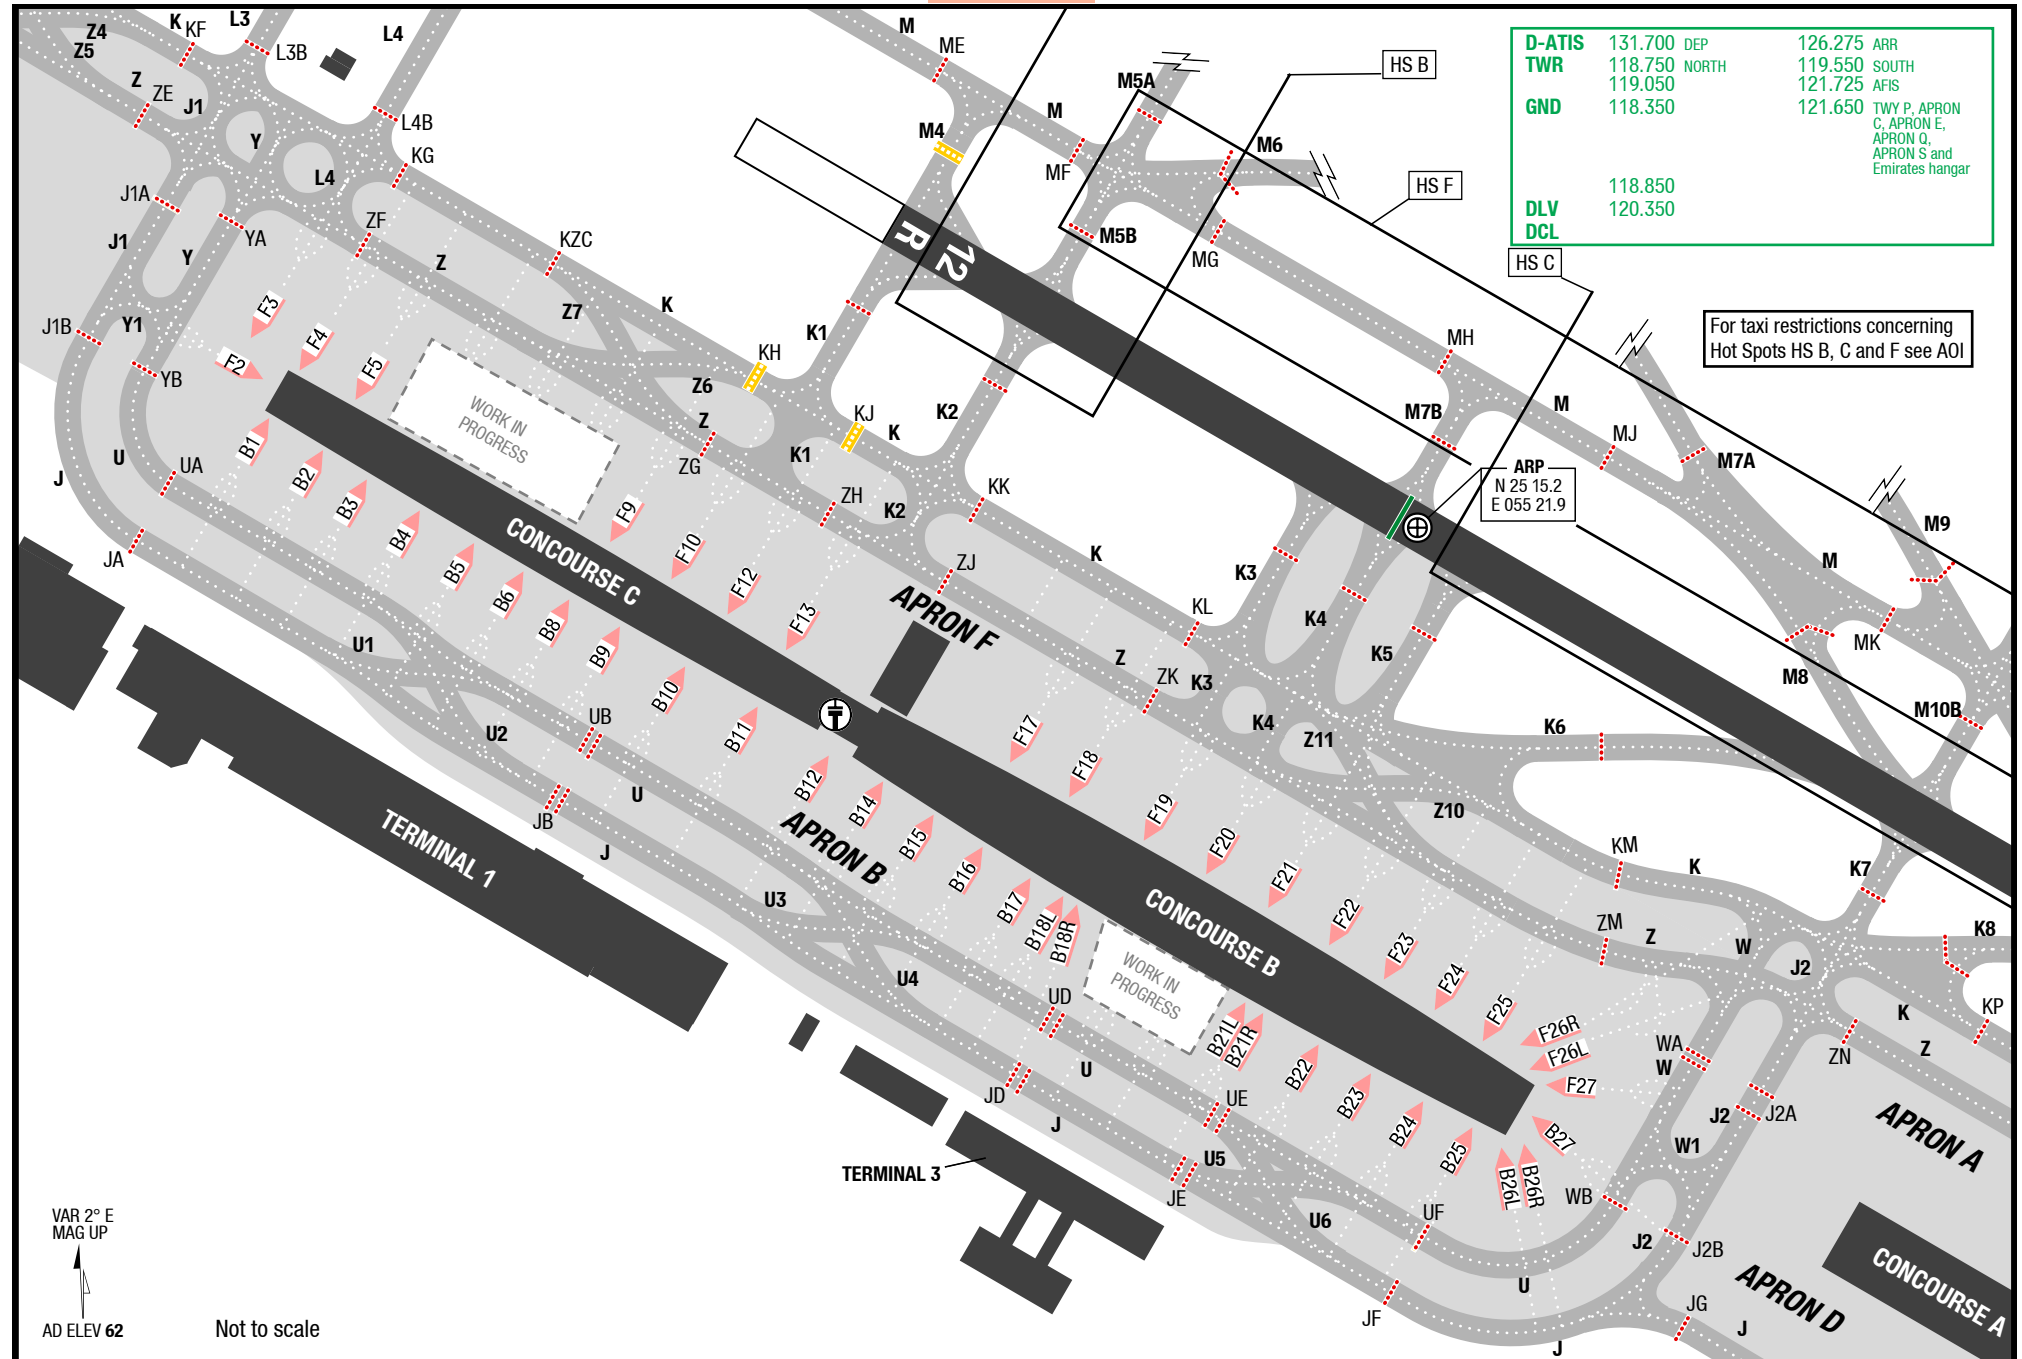 D-ATIS 131.700 DEP 126.275 ARR
TWR 118.750 NORTH 119.550 SOUTH
119.050 121.725 AFIS
GND 118.350 121.650 TWY P, APRON
C, APRON E,
APRON Q,
APRON S and
Emirates hangar
118.850
DLV 120.350
DCL
For taxi restrictions concerning
Hot Spots HS B, C and F see AOI
HS B
HS F
HS C
ARP
N 25 15.2
E 055 21.9
12
R
Z4
Z5
K
KF
L3
L3B
L4
Z
ZE
J1
Y
L4B
KG
L4
J1A
YA
ZF
J1
Y
Z
KZC
Z7
K
J1B
Y1
YB
M
ME
M
M5A
M4
MF
M6
M5B
MG
K1
KH
Z6
Z
ZG
K1
KJ
K
K2
ZH
K2
KK
ZJ
K
MH
M
M7B
MJ
M7A
M9
M
MK
M8
M10B
K3
KL
K4
K5
Z
ZK
K3
K4
Z11
K6
Z10
KM
K
K7
ZM
Z
W
J2
K8
K
KP
ZN
Z
WA
W
J2
J2A
W1
WB
J2
J2B
JG
J
F3
F4
F5
F2
WORK IN
PROGRESS
F9
F10
F12
F13
APRON F
F17
F18
F19
F20
F21
F22
F23
F24
F25
F26R
F26L
F27
CONCOURSE C
CONCOURSE B
B1
B2
B3
B4
B5
B6
B8
B9
B10
B11
B12
B14
B15
B16
B17
B18L
B18R
WORK IN
PROGRESS
B21L
B21R
B22
B23
B24
B25
B26L
B26R
B27
U
UA
J
JA
U1
U2
UB
U
JB
J
APRON B
U3
U4
UD
U
JD
J
UE
U5
JE
U6
UF
U
JF
J
TERMINAL 1
TERMINAL 3
APRON A
APRON D
CONCOURSE A
VAR 2° E
MAG UP
AD ELEV 62
Not to scale